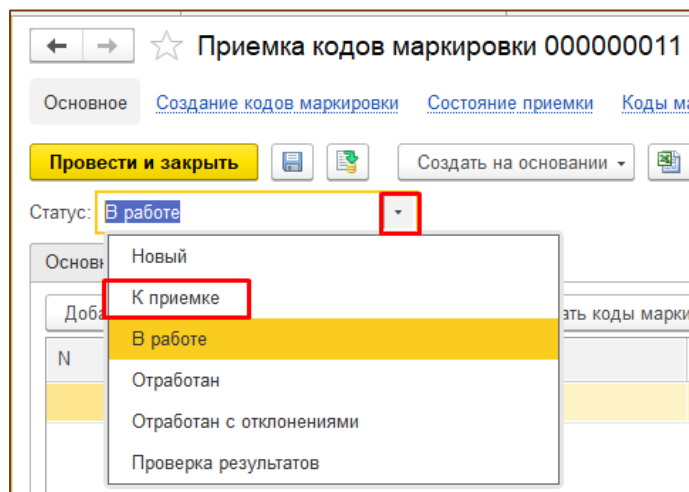 Приемка кодов маркировки 000000011
Основное Создание кодов маркировки Состояние приемки Коды ма
Провести и закрыть Создать на основании
Статус: В работе
Новый
К приемке
В работе
Отработан
Отработан с отклонениями
Проверка результатов
Основн
Доба ать коды марки
N